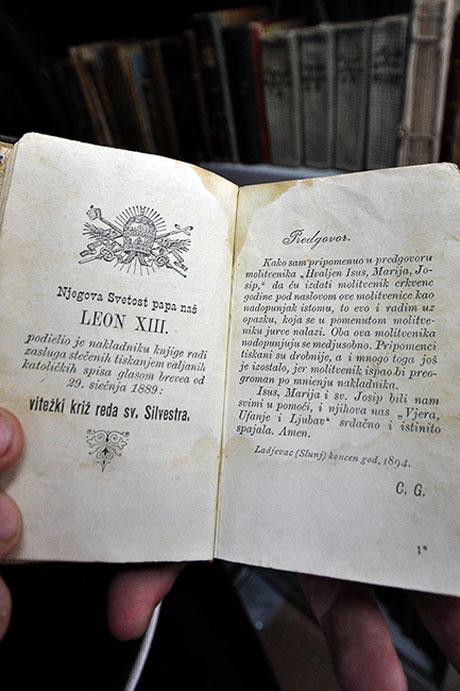 Njegova Svetost papa naš
LEON XIII.
podielio je nakladniku knjige radi
zasluga stečenih tiskanjem valjanih
katoličkih spisa glasom brevea od
29. siečnja 1889:
vitežki križ reda sv. Silvestra.
Predgovor.
Kako sam pripomenuo u predgovoru
molitvenika „Hvaljen Isus, Marija, Jo-
sip,“ da ću izdati molitvenik crkvene
godine pod naslovom ove molitvenice kao
nadopunjak istomu, to evo i radim uz
opazku, koja se u pomenutom molitve-
niku jurve nalazi. Oba ova molitvenika
nadopunjuju se medjusobno. Pripomenci
tiskani su drobnije, a i mnogo toga još
je izostalo, jer molitvenik ispao bi pre-
groman po mnienju nakladnika.
Isus, Marija i sv. Josip bili nam
svimi u pomoći, i njihova nas „Vjera,
Ufanje i Ljubav“ srdačno i istinito
spajala. Amen.
Ladjevac (Slunj) koncen god. 1894.
C. G.
1*